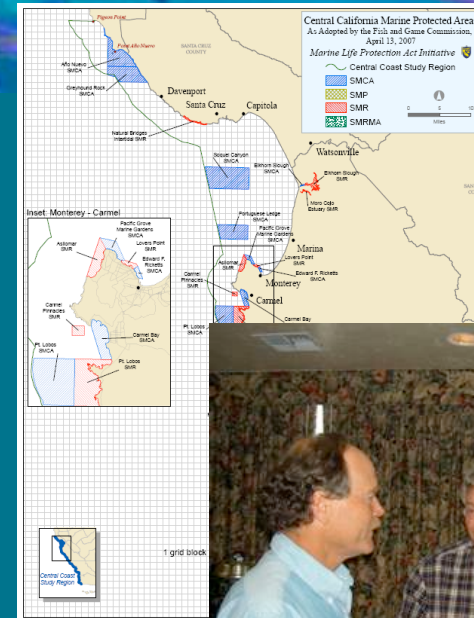 Central California Marine Protected Area
As Adopted by the Fish and Game Commission,
April 13, 2007
Marine Life Protection Act Initiative
Central Coast Study Region
SMCA
SMP
SMR
SMRMA
Miles
Pigeon Point
Point Año Nuevo
SANTA CRUZ
COUNTY
Año Nuevo
SMCA
Greyhound Rock
SMCA
Davenport
Santa Cruz
Capitola
Natural Bridges
Intertidal SMR
Watsonville
Soquel Canyon
SMCA
Elkhorn Slough
SMCA
Elkhorn Slough
SMR
Moro Cojo
Estuary SMR
Portuguese Ledge
SMCA
Pacific Grove
Marine Gardens
SMCA
Marina
Asilomar
SMR
Lovers Point
SMR
Edward F.
Ricketts
SMCA
Monterey
Carmel
Pinnacles
SMR
Carmel
Carmel Bay
Pt. Lobos
SMCA
Inset: Monterey - Carmel
Pacific Grove
Marine Gardens
SMCA
Lovers Point
SMR
Asilomar
SMR
Edward F.
Ricketts
SMCA
Carmel
Pinnacles
SMR
Carmel Bay
SMCA
Pt. Lobos
SMCA
Pt. Lobos
SMR
1 grid block
Central Coast
Study Region